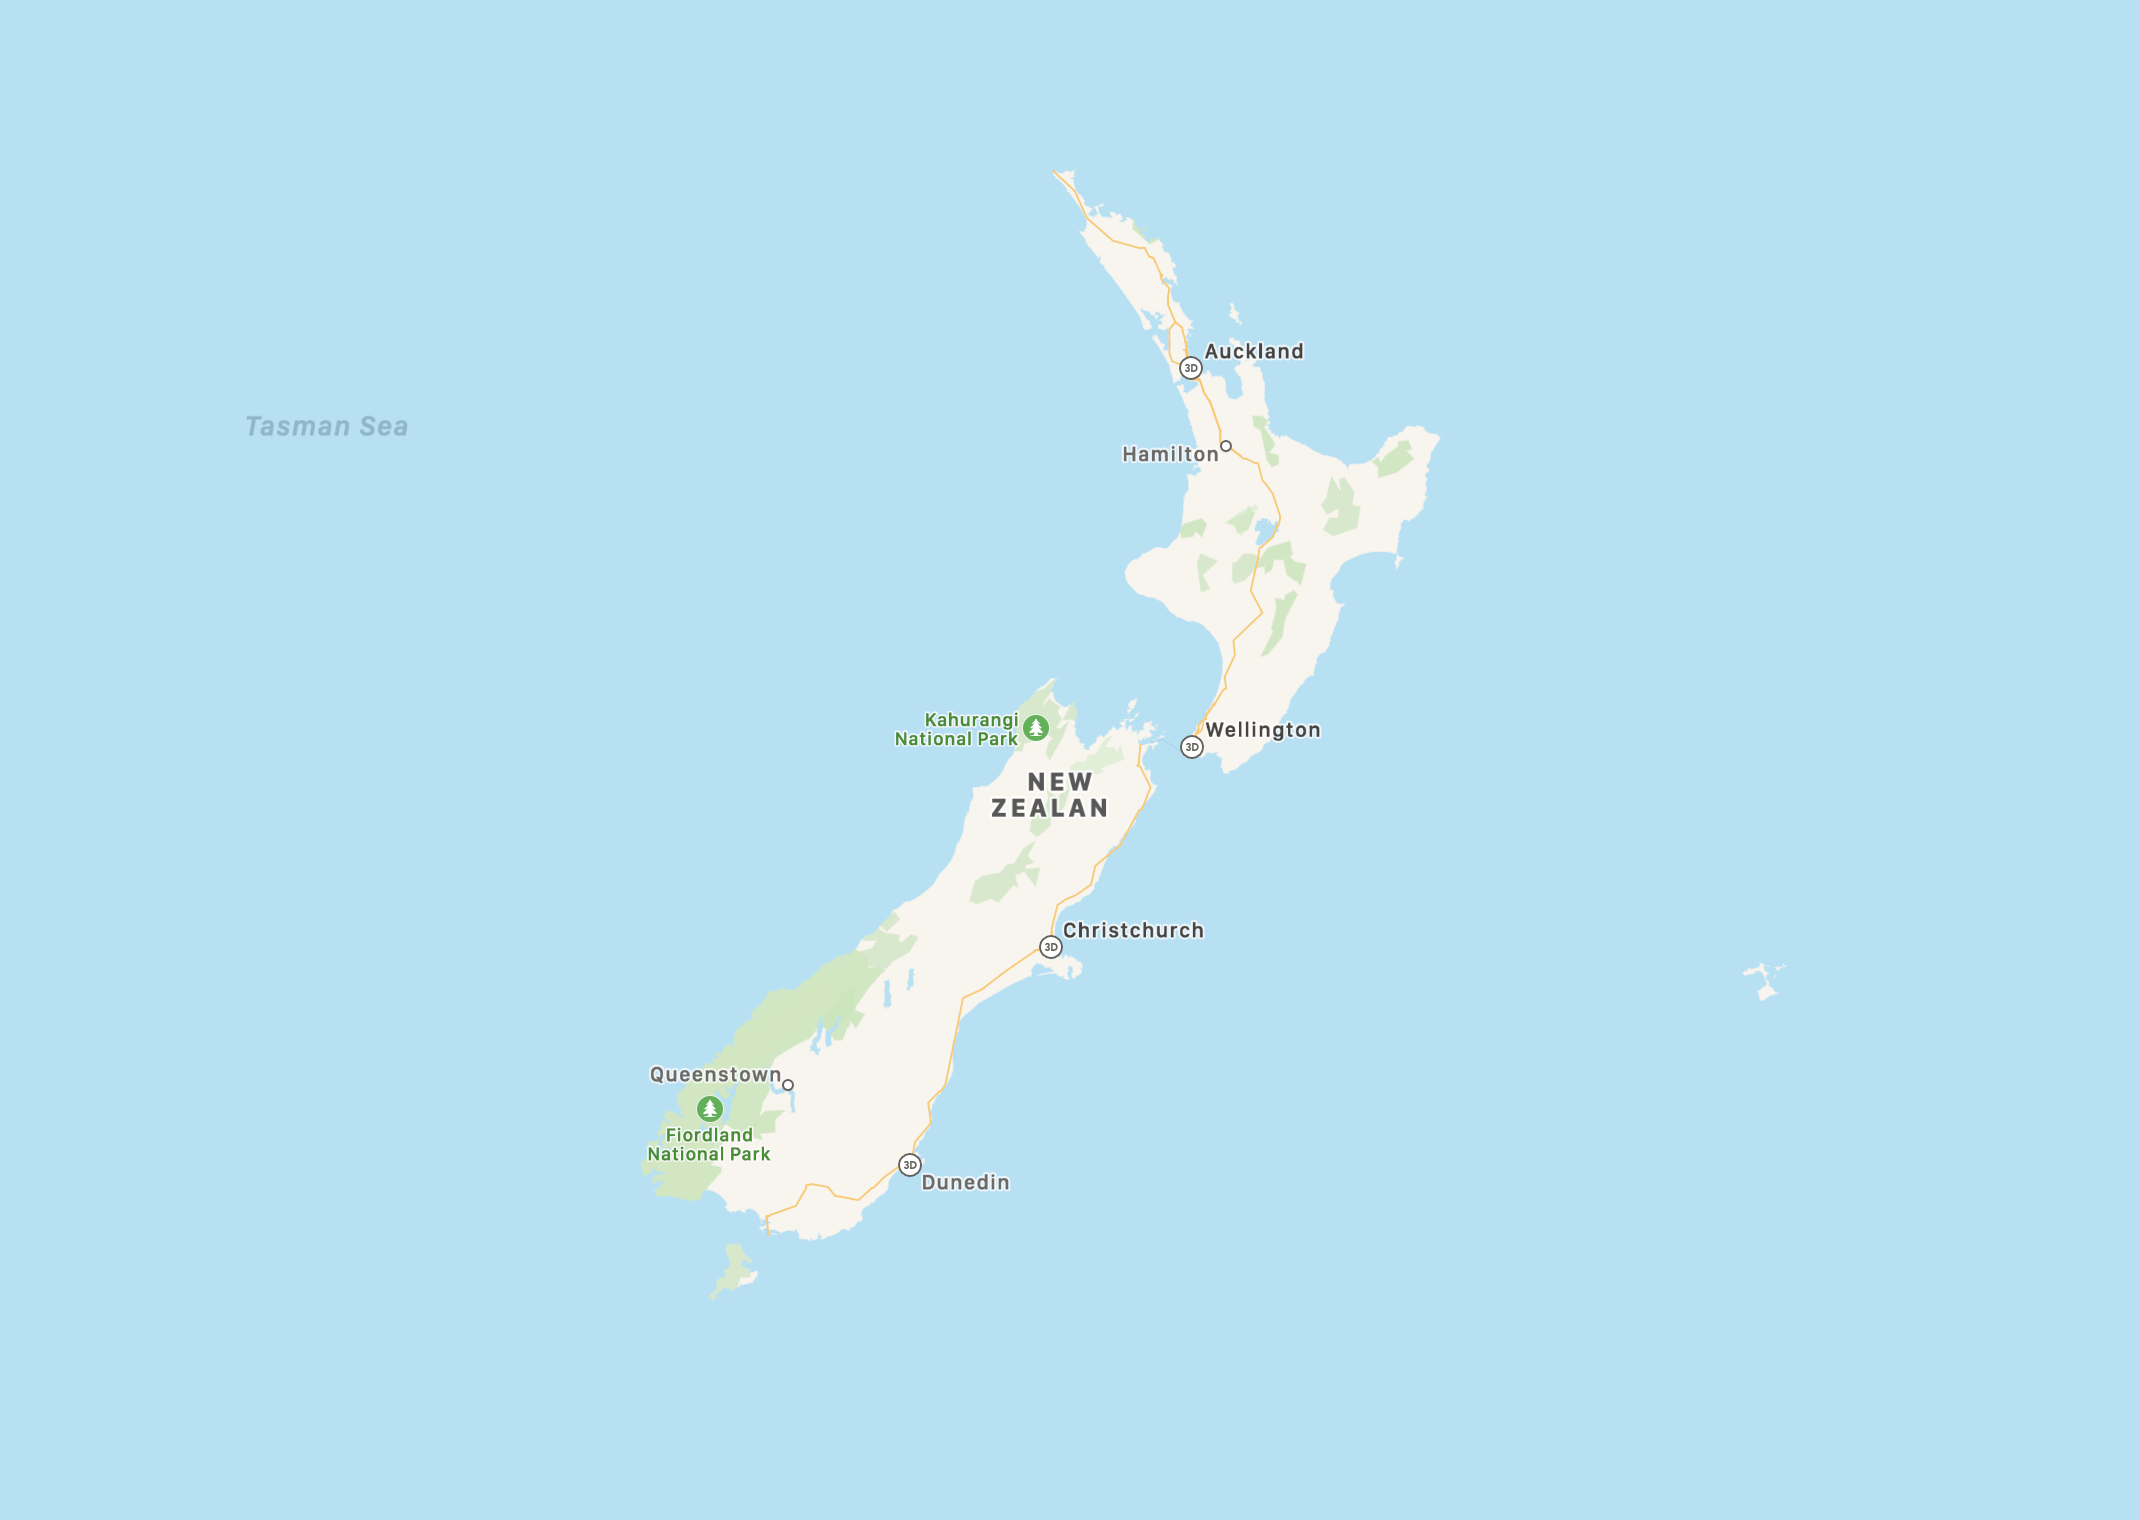 Auckland
3D
Tasman Sea
Hamilton
Kahurangi
National Park
Wellington
3D
NEW
ZEALAN
Christchurch
3D
Queenstown
Fiordland
National Park
3D
Dunedin